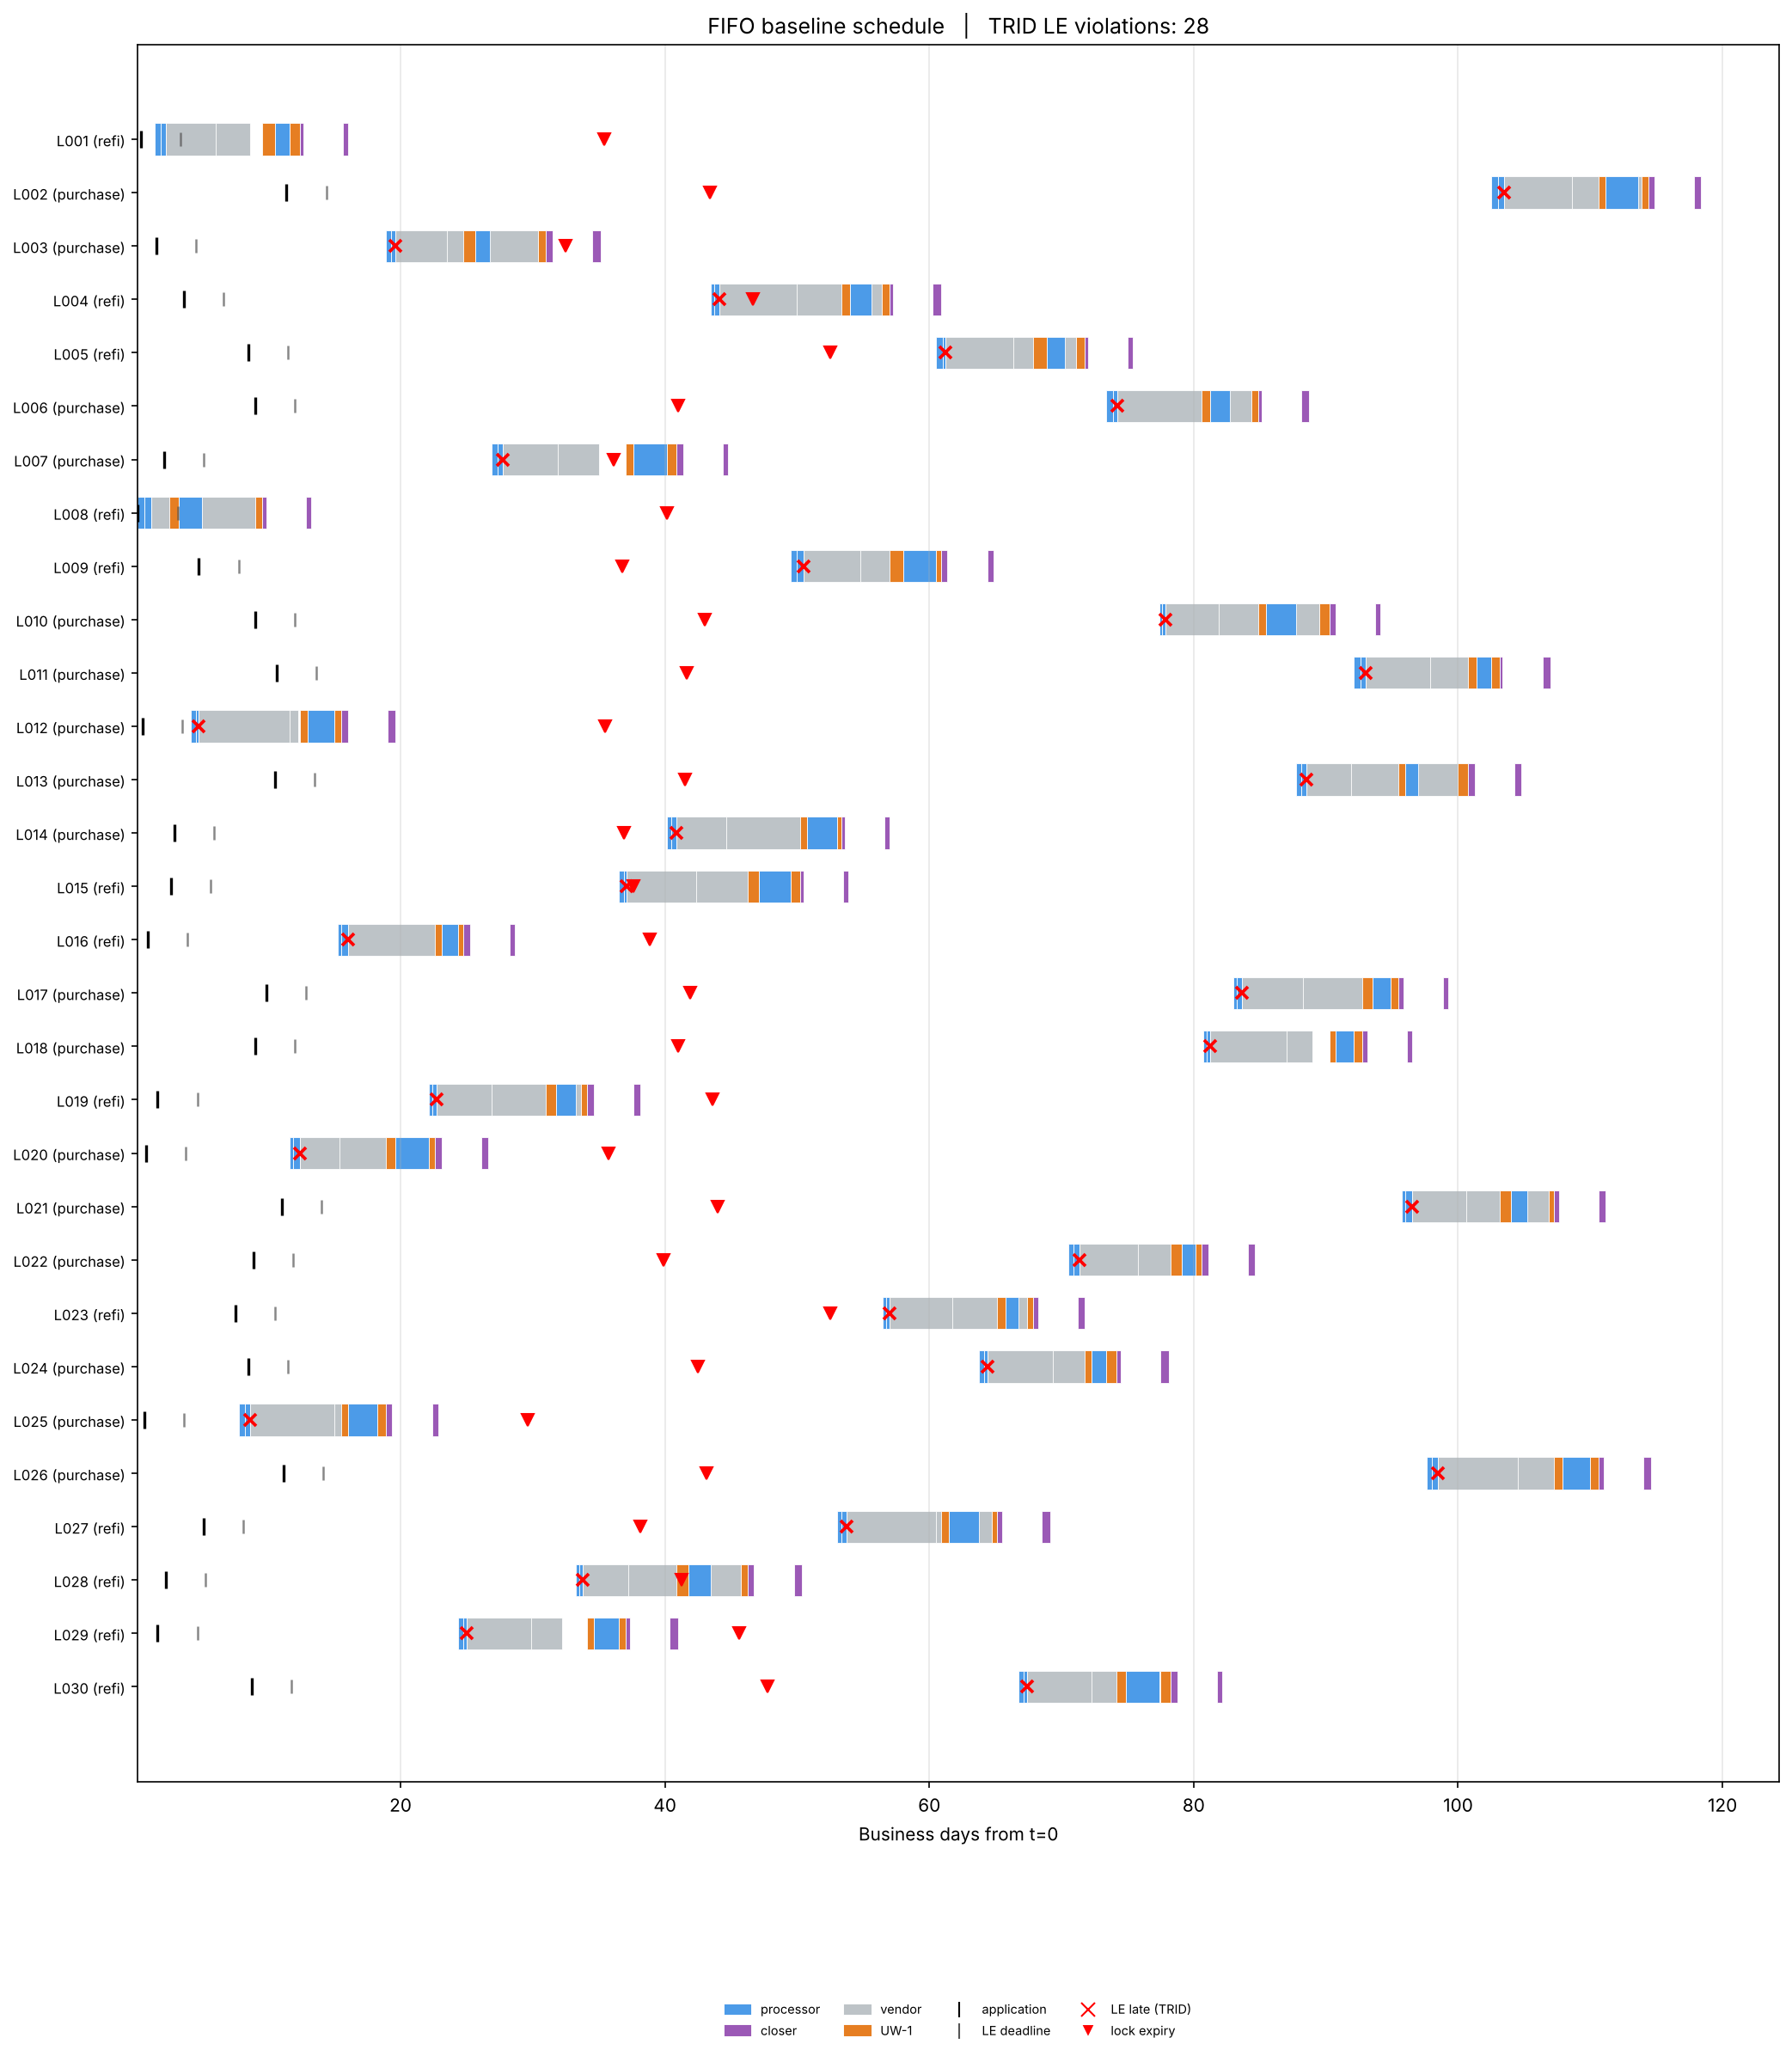 FIFO baseline schedule | TRID LE violations: 28
L001 (refi)
L002 (purchase)
L003 (purchase)
L004 (refi)
L005 (refi)
L006 (purchase)
L007 (purchase)
L008 (refi)
L009 (refi)
L010 (purchase)
L011 (purchase)
L012 (purchase)
L013 (purchase)
L014 (purchase)
L015 (refi)
L016 (refi)
L017 (purchase)
L018 (purchase)
L019 (refi)
L020 (purchase)
L021 (purchase)
L022 (purchase)
L023 (refi)
L024 (purchase)
L025 (purchase)
L026 (purchase)
L027 (refi)
L028 (refi)
L029 (refi)
L030 (refi)
20 40 60 80 100 120
Business days from t=0
processor vendor application LE late (TRID)
closer UW-1 LE deadline lock expiry